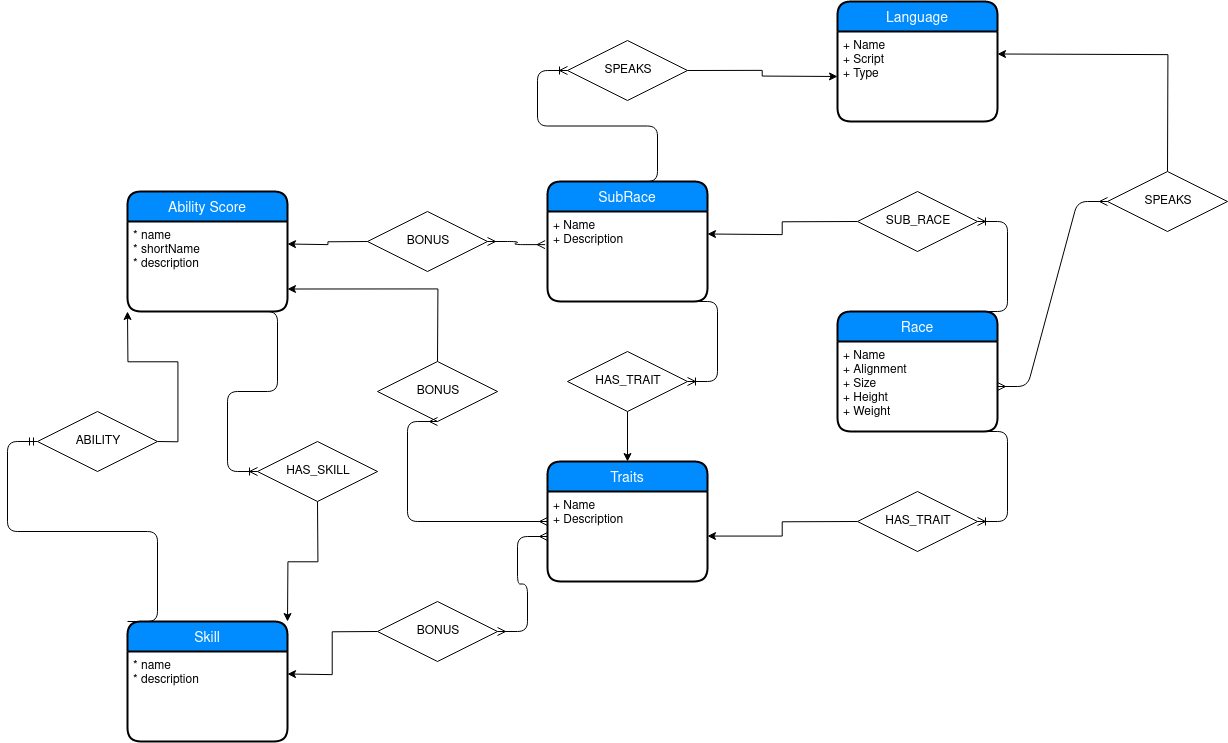 Language
+ Name
+ Script
+ Type
SPEAKS
SPEAKS
Ability Score
* name
* shortName
* description
BONUS
SubRace
+ Name
+ Description
SUB_RACE
Race
+ Name
+ Alignment
+ Size
+ Height
+ Weight
HAS_TRAIT
BONUS
ABILITY
HAS_SKILL
Traits
+ Name
+ Description
HAS_TRAIT
Skill
* name
* description
BONUS